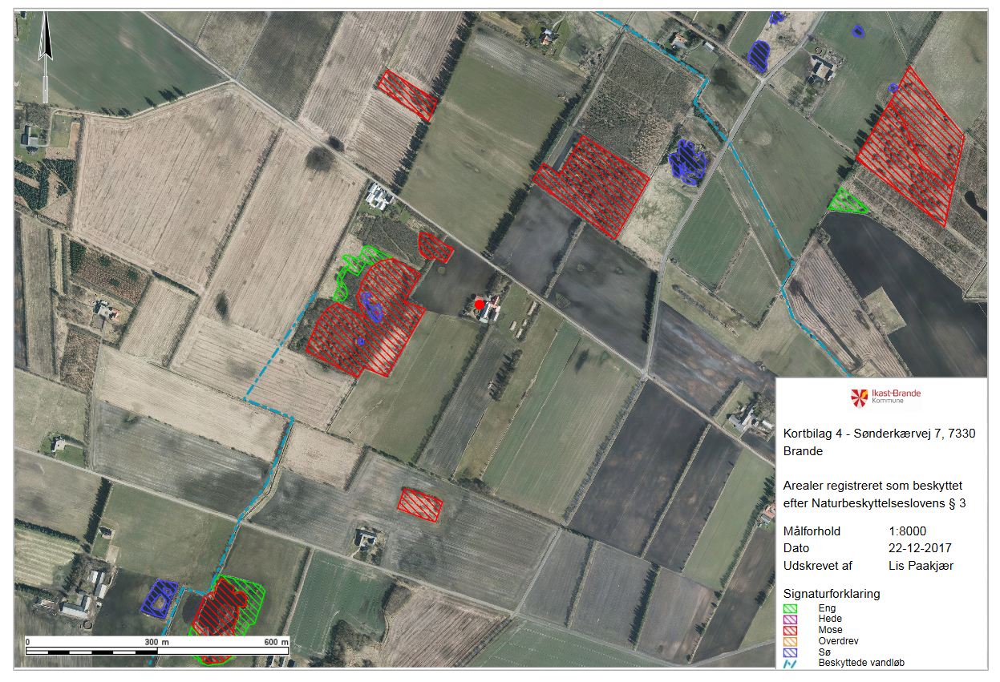 Ikast-Brande
Kommune
Kortbilag 4 - Sønderkærvej 7, 7330
Brande
Arealer registreret som beskyttet
efter Naturbeskyttelseslovens § 3
Målforhold 1:8000
Dato 22-12-2017
Udskrevet af Lis Paakjær
Signaturforklaring
Eng
Hede
Mose
Overdrev
Sø
Beskyttede vandløb
0 300 m 600 m